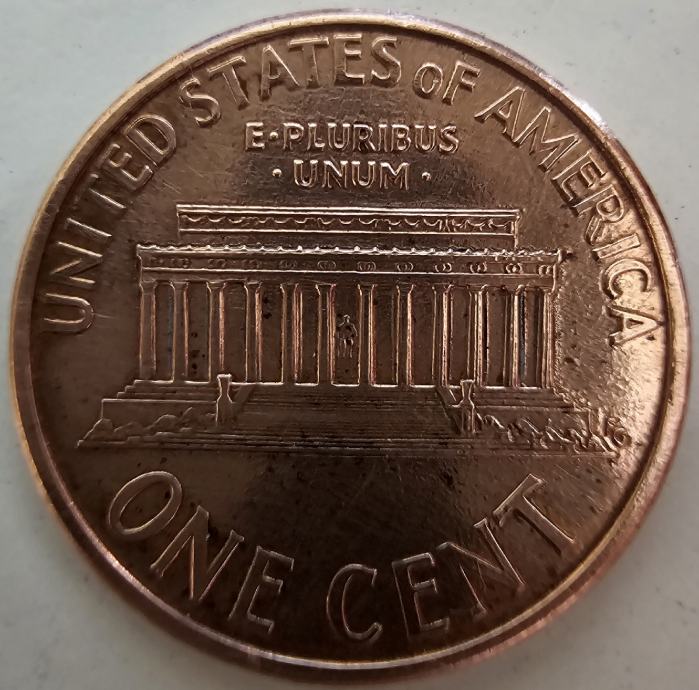 UNITED STATES OF AMERICA
E·PLURIBUS
·UNUM·
ONE CENT